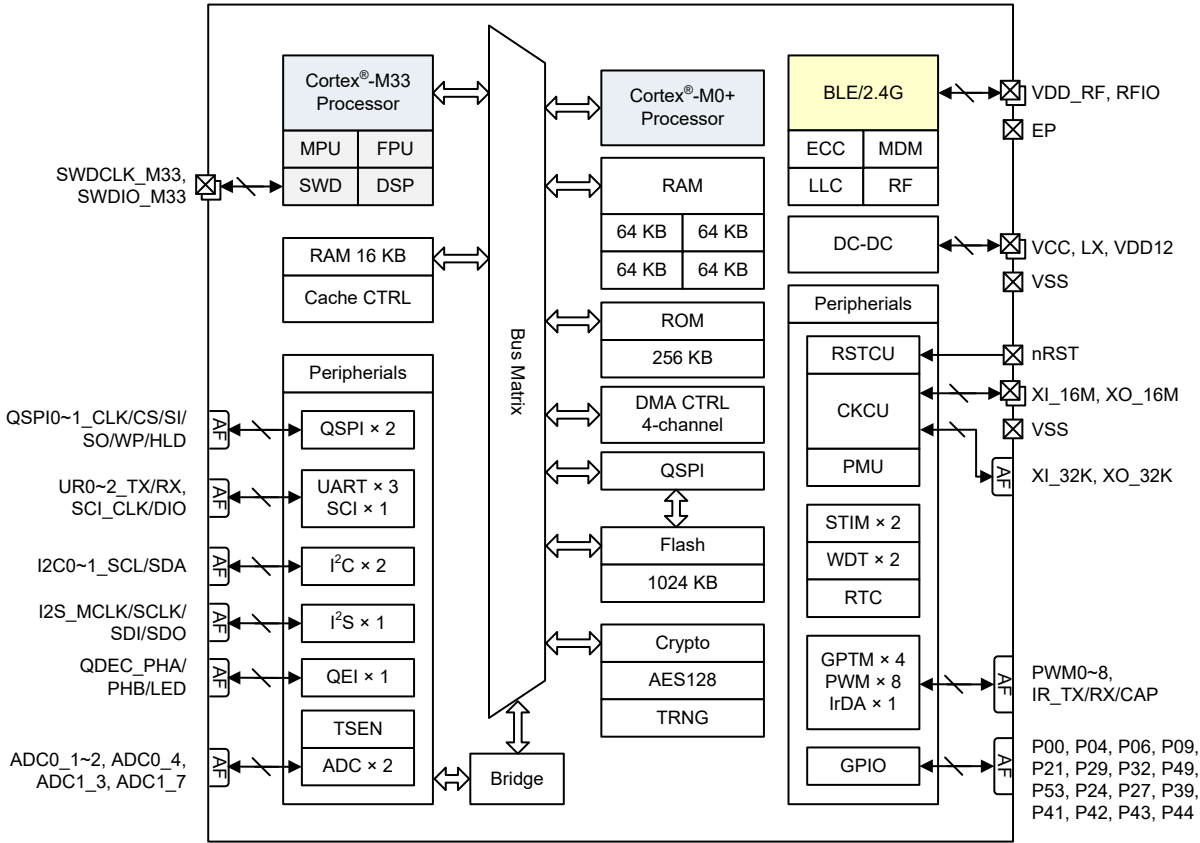 Cortex®-M33
Processor
MPU
FPU
SWD
DSP
SWDCLK_M33,
SWDIO_M33
RAM 16 KB
Cache CTRL
Peripherials
QSPI0~1_CLK/CS/SI/
SO/WP/HLD
AF
QSPI × 2
UR0~2_TX/RX,
SCI_CLK/DIO
AF
UART × 3
SCI × 1
I2C0~1_SCL/SDA
AF
I²C × 2
I2S_MCLK/SCLK/
SDI/SDO
AF
I²S × 1
QDEC_PHA/
PHB/LED
AF
QEI × 1
TSEN
ADC0_1~2, ADC0_4,
ADC1_3, ADC1_7
AF
ADC × 2
Bus Matrix
Bridge
Cortex®-M0+
Processor
RAM
64 KB
64 KB
64 KB
64 KB
ROM
256 KB
DMA CTRL
4-channel
QSPI
Flash
1024 KB
Crypto
AES128
TRNG
BLE/2.4G
ECC
MDM
LLC
RF
VDD_RF, RFIO
EP
DC-DC
VCC, LX, VDD12
VSS
Peripherials
RSTCU
nRST
CKCU
XI_16M, XO_16M
VSS
PMU
AF
XI_32K, XO_32K
STIM × 2
WDT × 2
RTC
GPTM × 4
PWM × 8
IrDA × 1
AF
PWM0~8,
IR_TX/RX/CAP
GPIO
AF
P00, P04, P06, P09,
P21, P29, P32, P49,
P53, P24, P27, P39,
P41, P42, P43, P44